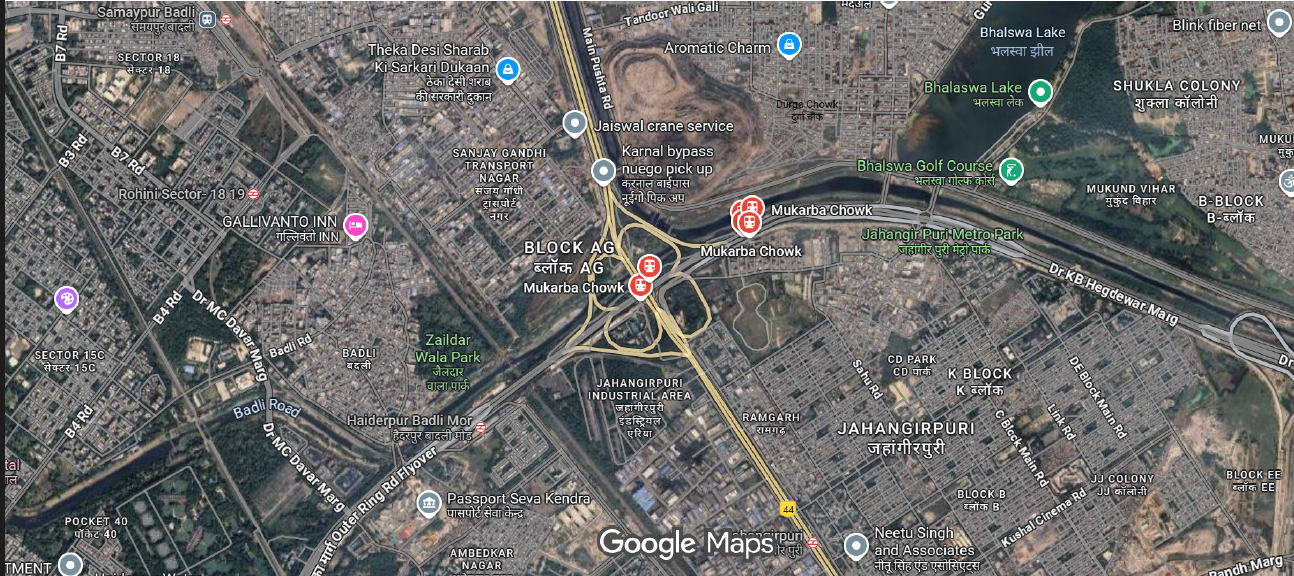 Samaypur Badli
समयपुर बादली
B7 Rd
SECTOR 18
सेक्टर-18
Theka Desi Sharab
Ki Sarkari Dukaan
ठेका देसी शराब
की सरकारी दुकान
Main Pushta Rd
Tandoor Wali Gali
Aromatic Charm
Bhalswa Lake
भलस्वा झील
Blink fiber net
Bhalaswa Lake
भलस्वा लेक
SHUKLA COLONY
शुक्ला कॉलोनी
Durga Chowk
दुर्गा चौक
Jaiswal crane service
B3 Rd
B7 Rd
SANJAY GANDHI
TRANSPORT
NAGAR
संजय गाँधी
ट्रांसपोर्ट
नगर
Karnal bypass
nuego pick up
करनाल बाईपास
नूईगो पिक अप
Bhalswa Golf Course
भलस्वा गोल्फ कोर्स
MUKUND VIHAR
मुकुंद विहार
B-BLOCK
B-ब्लॉक
Rohini Sector- 18 19
GALLIVANTO INN
गल्लिवंतो INN
Mukarba Chowk
Mukarba Chowk
Jahangir Puri Metro Park
जहाँगीर पुरी मेट्रो पार्क
BLOCK AG
ब्लॉक AG
Mukarba Chowk
Dr KB Hegdewar Marg
B4 Rd
Dr MC Davar Marg
Badli Rd
BADLI
बदली
SECTOR 15C
सेक्टर 15C
Zaildar
Wala Park
जैलदार
वाला पार्क
JAHANGIRPURI
INDUSTRIAL AREA
जहांगीरपुरी
इंडस्ट्रियल
एरिया
CD PARK
CD पार्क
K BLOCK
K ब्लॉक
Sahu Rd
DE Block Main Rd
Link Rd
C Block Main Rd
B4 Rd
Badli Road
Haiderpur Badli Mor
हैदरपुर बादली मोड़
RAMGARH
रामगढ़
JAHANGIRPURI
जहांगीरपुरी
Dr MC Davar Marg
Outer Ring Rd Flyover
Passport Seva Kendra
पासपोर्ट सेवा केन्द्र
JJ COLONY
JJ कॉलोनी
BLOCK EE
ब्लॉक EE
BLOCK B
ब्लॉक B
Kushal Cinema Rd
44
POCKET 40
पॉकेट-40
AMBEDKAR
NAGAR
Google Maps
Neetu Singh
and Associates
नीतू सिंह एंड एसोसिएट्स
Bandh Marg